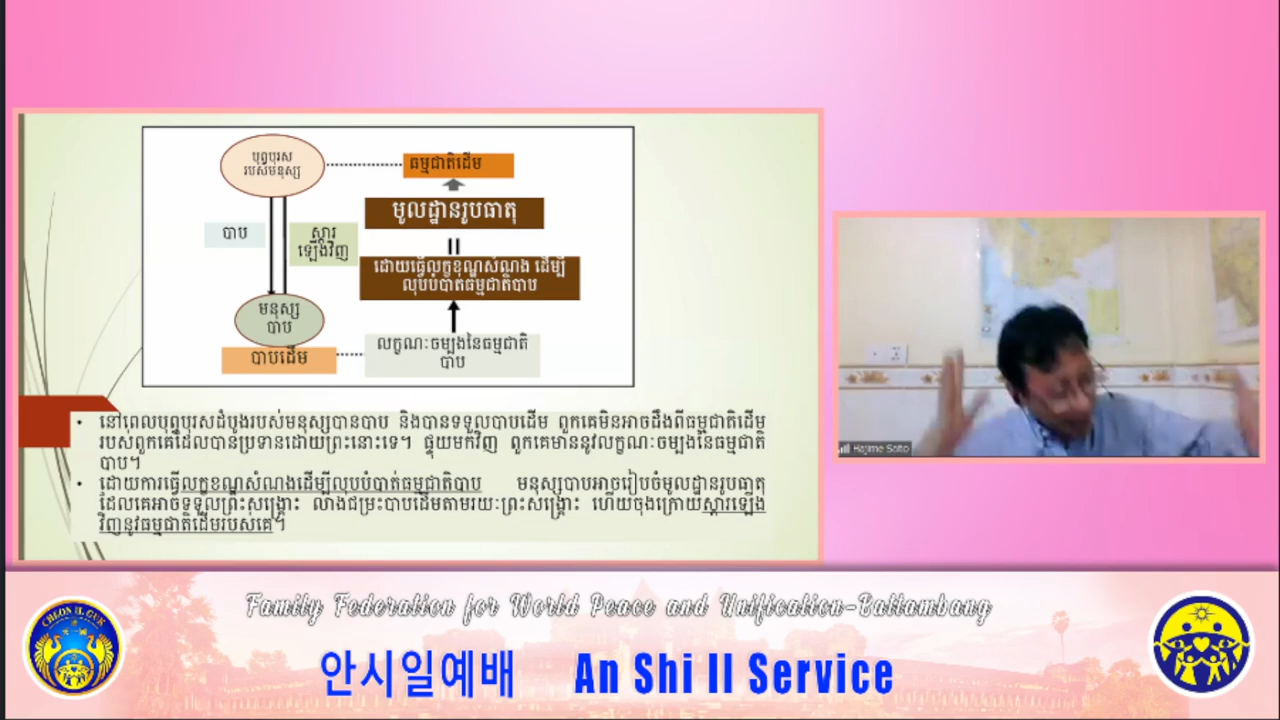 បុព្វបុរស
របស់មនុស្ស
ធម្មជាតិដើម
មូលដ្ឋានរូបធាតុ
បាប
ស្ការ
ឡើងវិញ
ដោយធ្វើលក្ខខណ្ឌសំណង ដើម្បី
លុបបំបាត់ធម្មជាតិបាប
មនុស្ស
បាប
បាបដើម
លក្ខណៈចម្បងនៃធម្មជាតិ
បាប
• នៅពេលបុព្វបុរសដំបូងរបស់មនុស្សបានបាប និងបានទទួលបាបដើម ពួកគេមិនអាចដឹងពីធម្មជាតិដើម
របស់ពួកគេដែលបានប្រទានដោយព្រះនោះទេ។ ផ្ទុយមកវិញ ពួកគេមាននូវលក្ខណៈចម្បងនៃធម្មជាតិ
បាប។
• ដោយការធ្វើលក្ខខណ្ឌសំណងដើម្បីលុបបំបាត់ធម្មជាតិបាប មនុស្សបាបអាចរៀបចំមូលដ្ឋានរូបធាតុ
ដែលគេអាចទទួលព្រះសង្គ្រោះ លាងជម្រះបាបដើមតាមរយៈព្រះសង្គ្រោះ ហើយចុងក្រោយស្ការឡើង
វិញនូវធម្មជាតិដើមរបស់គេ។
Hajime Saito
Family Federation for World Peace and Unification-Battambang
CHEON IL GUK
안시일예배 An Shi Il Service